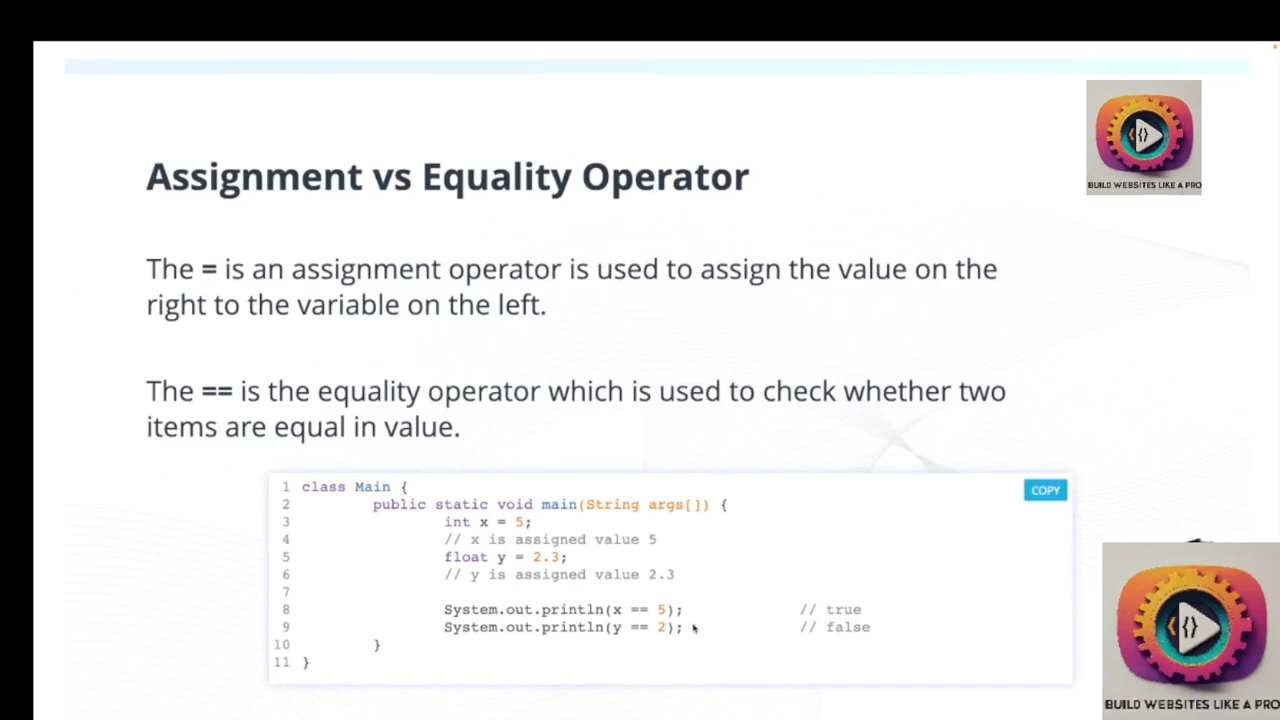 BUILD WEBSITES LIKE A PRO
Assignment vs Equality Operator
The = is an assignment operator is used to assign the value on the
right to the variable on the left.
The == is the equality operator which is used to check whether two
items are equal in value.
COPY
1 class Main {
2 public static void main(String args[]) {
3 int x = 5;
4 // x is assigned value 5
5 float y = 2.3;
6 // y is assigned value 2.3
7
8 System.out.println(x == 5); // true
9 System.out.println(y == 2); // false
10 }
11 }
BUILD WEBSITES LIKE A PRO